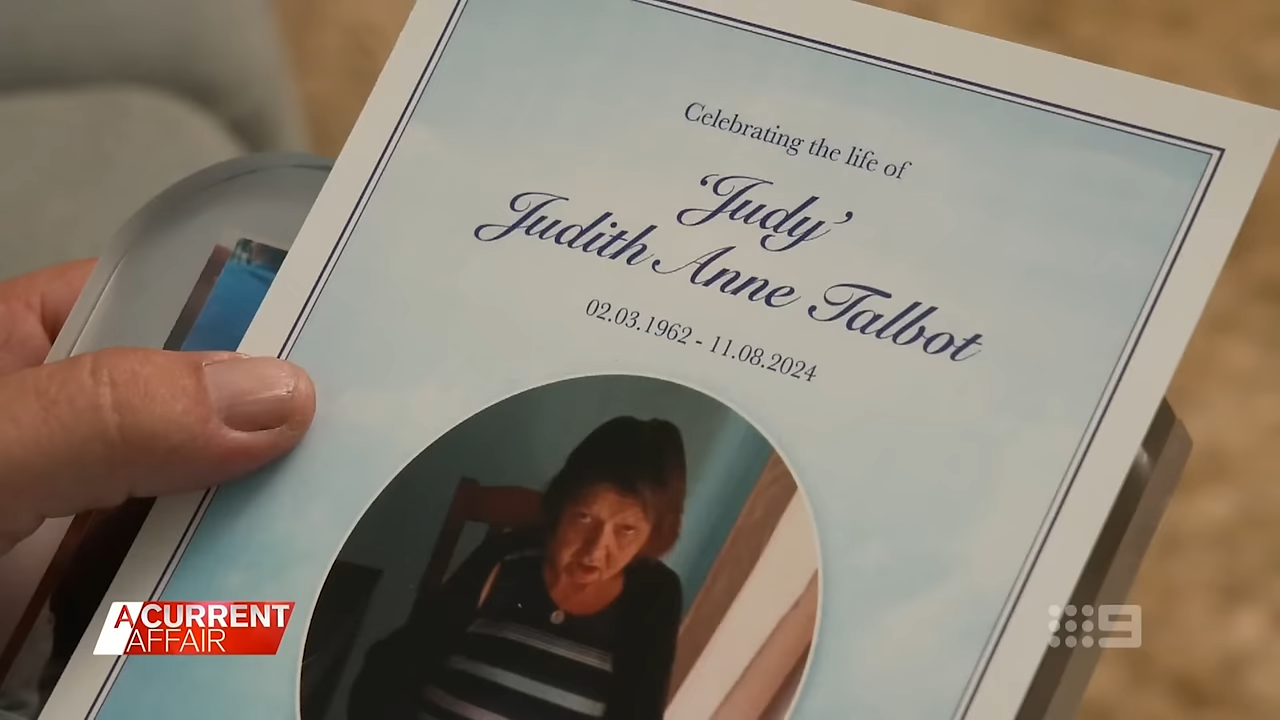 Celebrating the life of
‘Judy’
Judith Anne Talbot
02.03.1962 - 11.08.2024
A CURRENT
AFFAIR
9